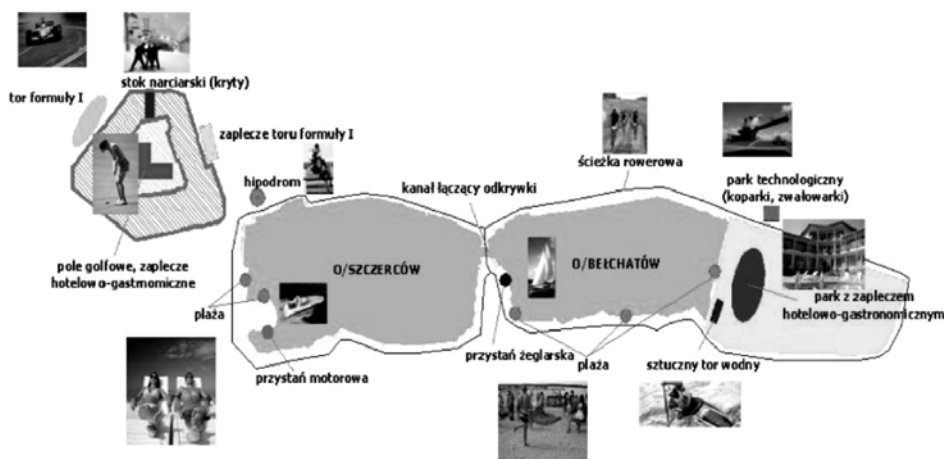 stok narciarski (kryty)
tor formuły I
zaplecze toru formuły I
ścieżka rowerowa
hipodrom
kanał łączący odkrywki
park technologiczny
(koparki, zwałowarki)
pole golfowe, zaplecze
hotelowo-gastrnomiczne
O/SZCZERCÓW
O/BEŁCHATÓW
plaża
park z zapleczem
hotelowo-gastronomicznym
przystań żeglarska
plaża
sztuczny tor wodny
przystań motorowa